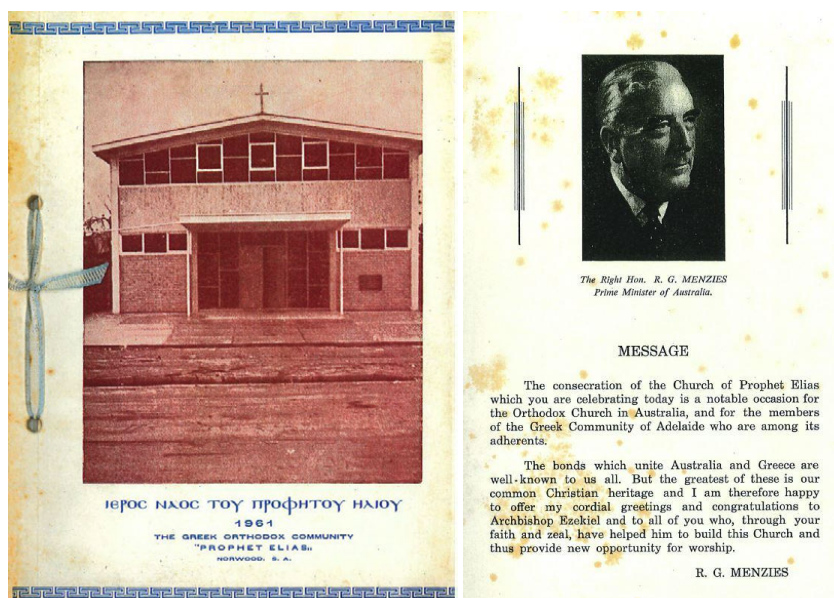 ΙΕΡΟΣ ΝΑΟΣ ΤΟΥ ΠΡΟΦΗΤΟΥ ΗΛΙΟΥ
1961
THE GREEK ORTHODOX COMMUNITY
"PROPHET ELIAS„
NORWOOD. S. A.
The Right Hon. R. G. MENZIES
Prime Minister of Australia.
MESSAGE
The consecration of the Church of Prophet Elias
which you are celebrating today is a notable occasion for
the Orthodox Church in Australia, and for the members
of the Greek Community of Adelaide who are among its
adherents.
The bonds which unite Australia and Greece are
well-known to us all. But the greatest of these is our
common Christian heritage and I am therefore happy
to offer my cordial greetings and congratulations to
Archbishop Ezekiel and to all of you who, through your
faith and zeal, have helped him to build this Church and
thus provide new opportunity for worship.
R. G. MENZIES